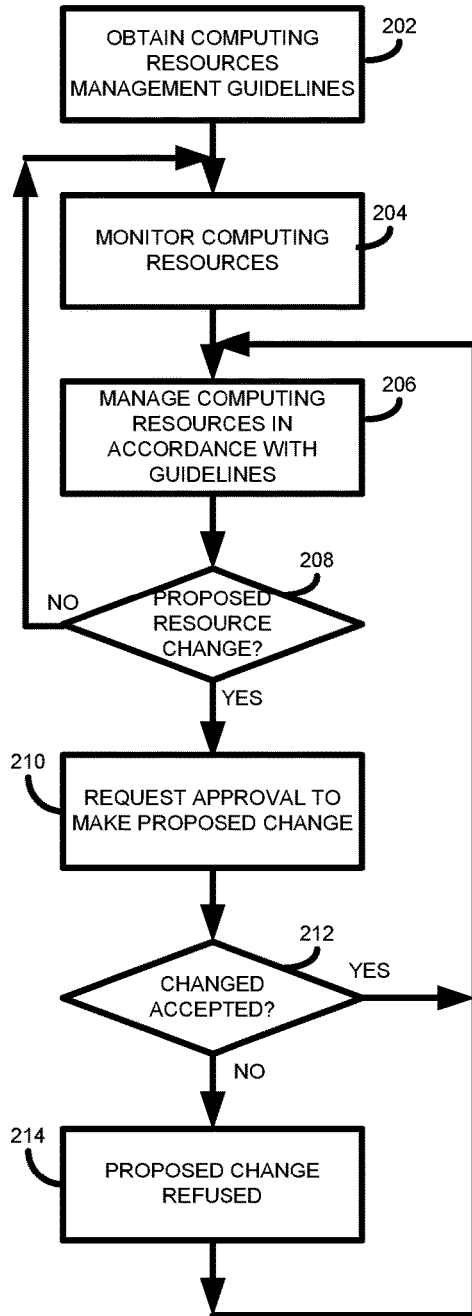 OBTAIN COMPUTING
RESOURCES
MANAGEMENT GUIDELINES
202
MONITOR COMPUTING
RESOURCES
204
MANAGE COMPUTING
RESOURCES IN
ACCORDANCE WITH
GUIDELINES
206
208
NO
PROPOSED
RESOURCE
CHANGE?
YES
210
REQUEST APPROVAL TO
MAKE PROPOSED CHANGE
212
YES
CHANGED
ACCEPTED?
NO
214
PROPOSED CHANGE
REFUSED